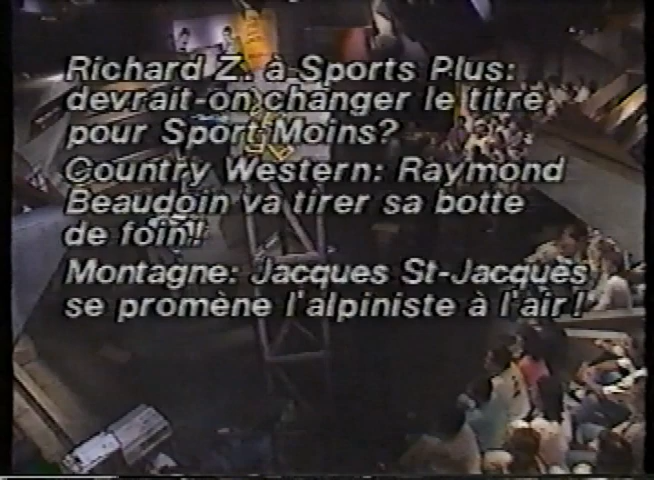 Richard Z. à Sports Plus:
devrait-on changer le titre
pour Sport Moins?
Country Western: Raymond
Beaudoin va tirer sa botte
de foin!!
Montagne: Jacques St-Jacques
se promène l'alpiniste à l'air!